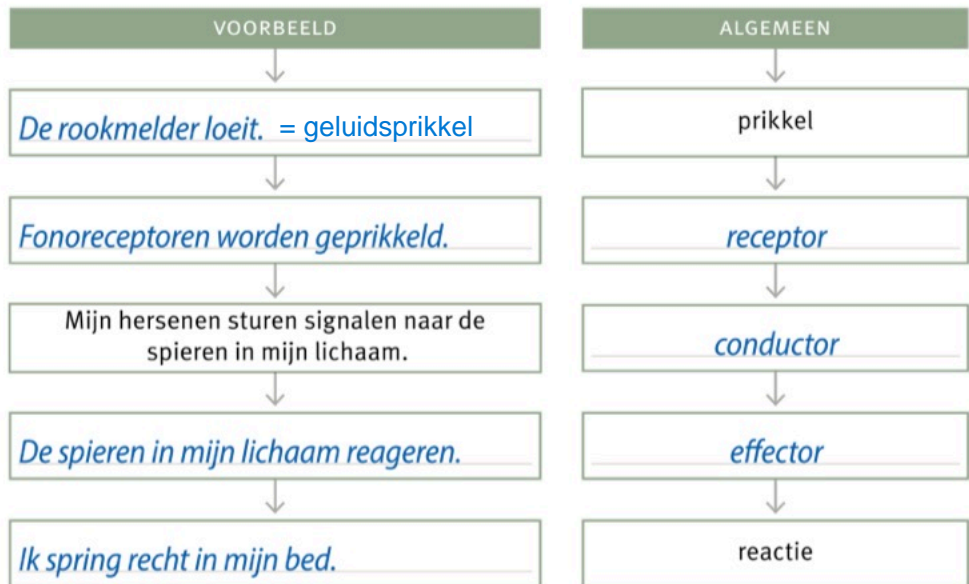 VOORBEELD
ALGEMEEN
De rookmelder loeit. = geluidsprikkel
prikkel
Fonoreceptoren worden geprikkeld.
receptor
Mijn hersenen sturen signalen naar de
spieren in mijn lichaam.
conductor
De spieren in mijn lichaam reageren.
effector
Ik spring recht in mijn bed.
reactie